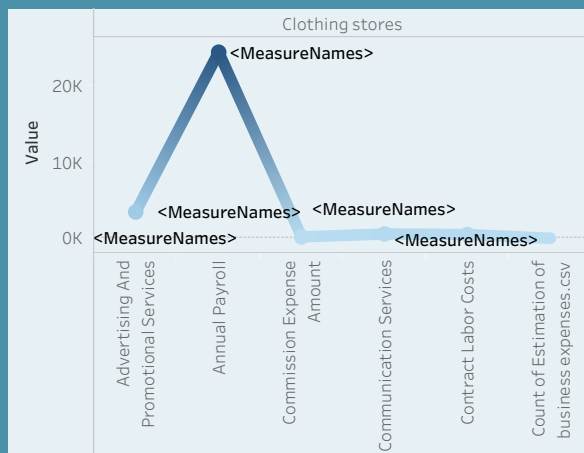 Clothing stores
<MeasureNames>
20K
Value
10K
<MeasureNames>
<MeasureNames>
0K
<MeasureNames>
<MeasureNames>
Advertising And
Promotional Services
Annual Payroll
Commission Expense
Amount
Communication Services
Contract Labor Costs
Count of Estimation of
business expenses.csv